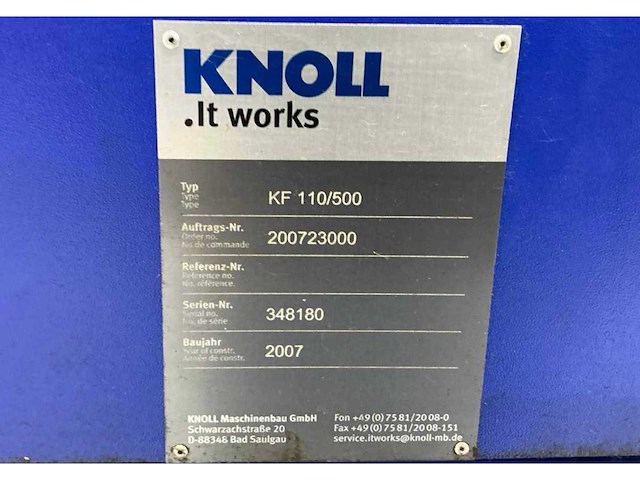 KNOLL
.It works
Typ
Type
Type
KF 110/500
Auftrags-Nr.
Order no.
No. de commande
200723000
Referenz-Nr.
Reference no.
No. référence.
Serien-Nr.
Serial no.
No. de série
348180
Baujahr
Year of constr.
Année de constr.
2007
KNOLL Maschinenbau GmbH
Schwarzachstraße 20
D-88348 Bad Saulgau
Fon +49 (0) 75 81/20 08-0
Fax +49 (0) 75 81/20 08-151
service.itworks@knoll-mb.de